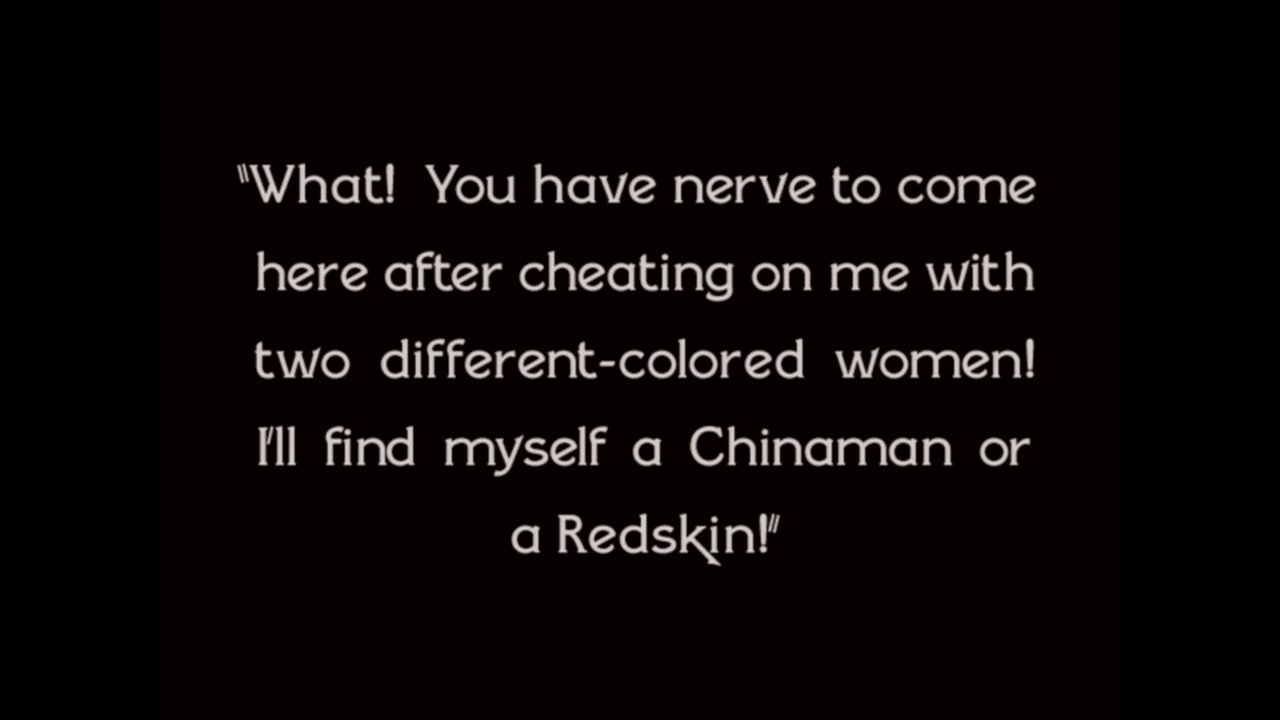 "What! You have nerve to come
here after cheating on me with
two different-colored women!
I'll find myself a Chinaman or
a Redskin!"